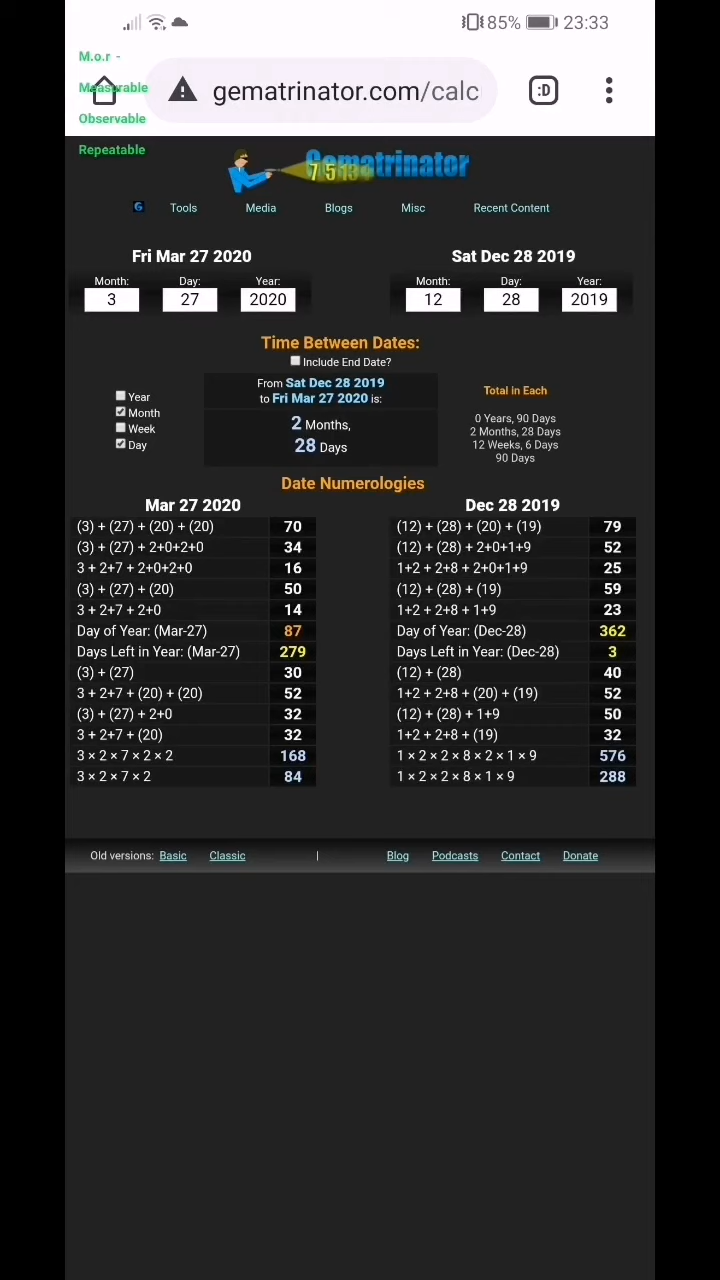 85% 23:33
M.o.r -
Measurable
Observable
Repeatable
gematrinator.com/calc
:D
Gematrinator
7 5 13
G Tools Media Blogs Misc Recent Content
Fri Mar 27 2020 Sat Dec 28 2019
Month: Day: Year: Month: Day: Year:
3 27 2020 12 28 2019
Time Between Dates:
Include End Date?
From Sat Dec 28 2019
to Fri Mar 27 2020 is:
2 Months,
28 Days
Year
Month
Week
Day
Total in Each
0 Years, 90 Days
2 Months, 28 Days
12 Weeks, 6 Days
90 Days
Date Numerologies
Mar 27 2020 Dec 28 2019
(3) + (27) + (20) + (20) 70 (12) + (28) + (20) + (19) 79
(3) + (27) + 2+0+2+0 34 (12) + (28) + 2+0+1+9 52
3 + 2+7 + 2+0+2+0 16 1+2 + 2+8 + 2+0+1+9 25
(3) + (27) + (20) 50 (12) + (28) + (19) 59
3 + 2+7 + 2+0 14 1+2 + 2+8 + 1+9 23
Day of Year: (Mar-27) 87 Day of Year: (Dec-28) 362
Days Left in Year: (Mar-27) 279 Days Left in Year: (Dec-28) 3
(3) + (27) 30 (12) + (28) 40
3 + 2+7 + (20) + (20) 52 1+2 + 2+8 + (20) + (19) 52
(3) + (27) + 2+0 32 (12) + (28) + 1+9 50
3 + 2+7 + (20) 32 1+2 + 2+8 + (19) 32
3 × 2 × 7 × 2 × 2 168 1 × 2 × 2 × 8 × 2 × 1 × 9 576
3 × 2 × 7 × 2 84 1 × 2 × 2 × 8 × 1 × 9 288
Old versions: Basic Classic | Blog Podcasts Contact Donate